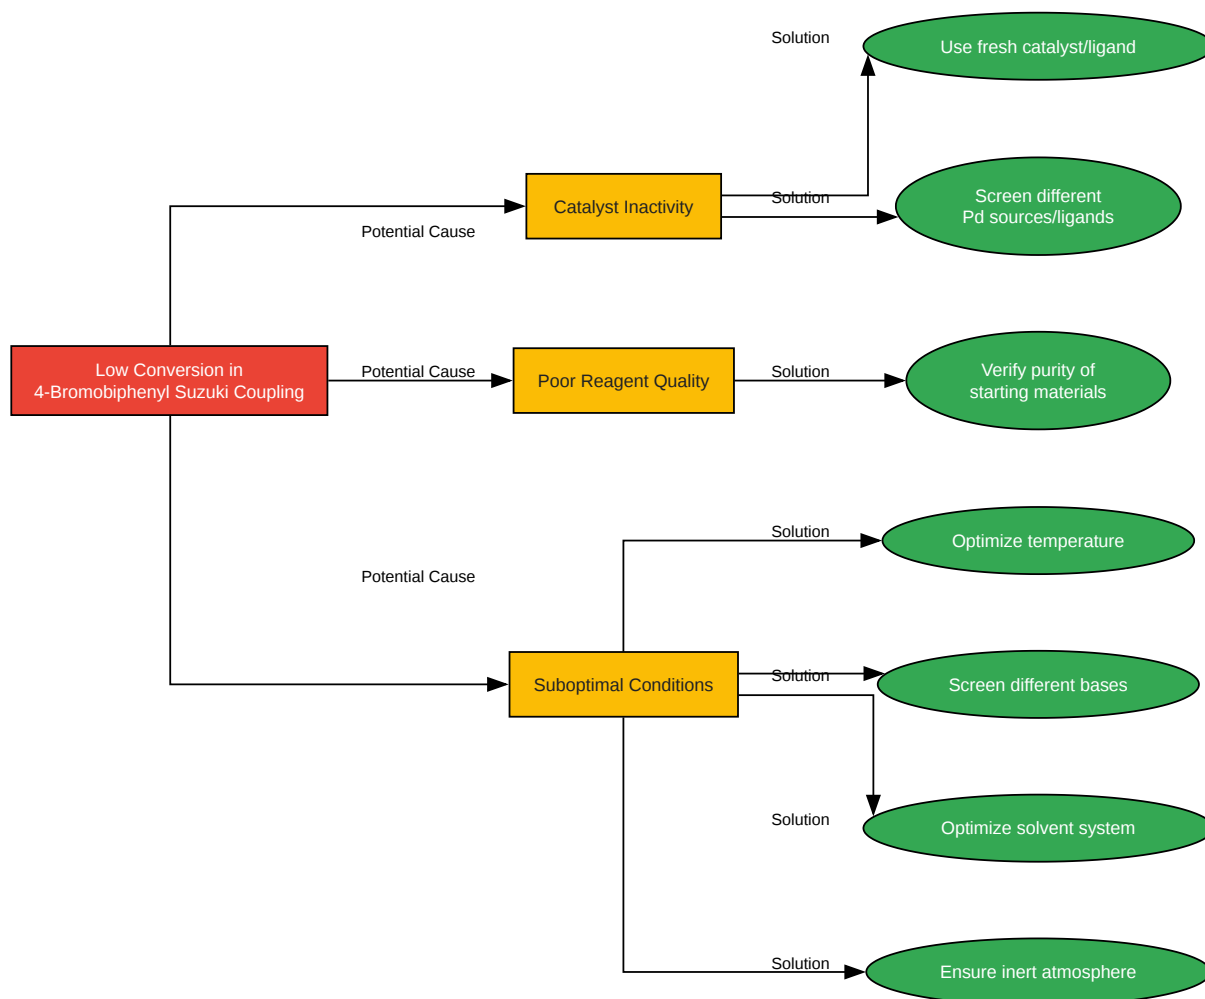 Solution
Use fresh catalyst/ligand
Catalyst Inactivity
Solution
Screen different
Pd sources/ligands
Potential Cause
Low Conversion in
4-Bromobiphenyl Suzuki Coupling
Potential Cause
Poor Reagent Quality
Solution
Verify purity of
starting materials
Solution
Optimize temperature
Potential Cause
Suboptimal Conditions
Solution
Screen different bases
Solution
Optimize solvent system
Solution
Ensure inert atmosphere